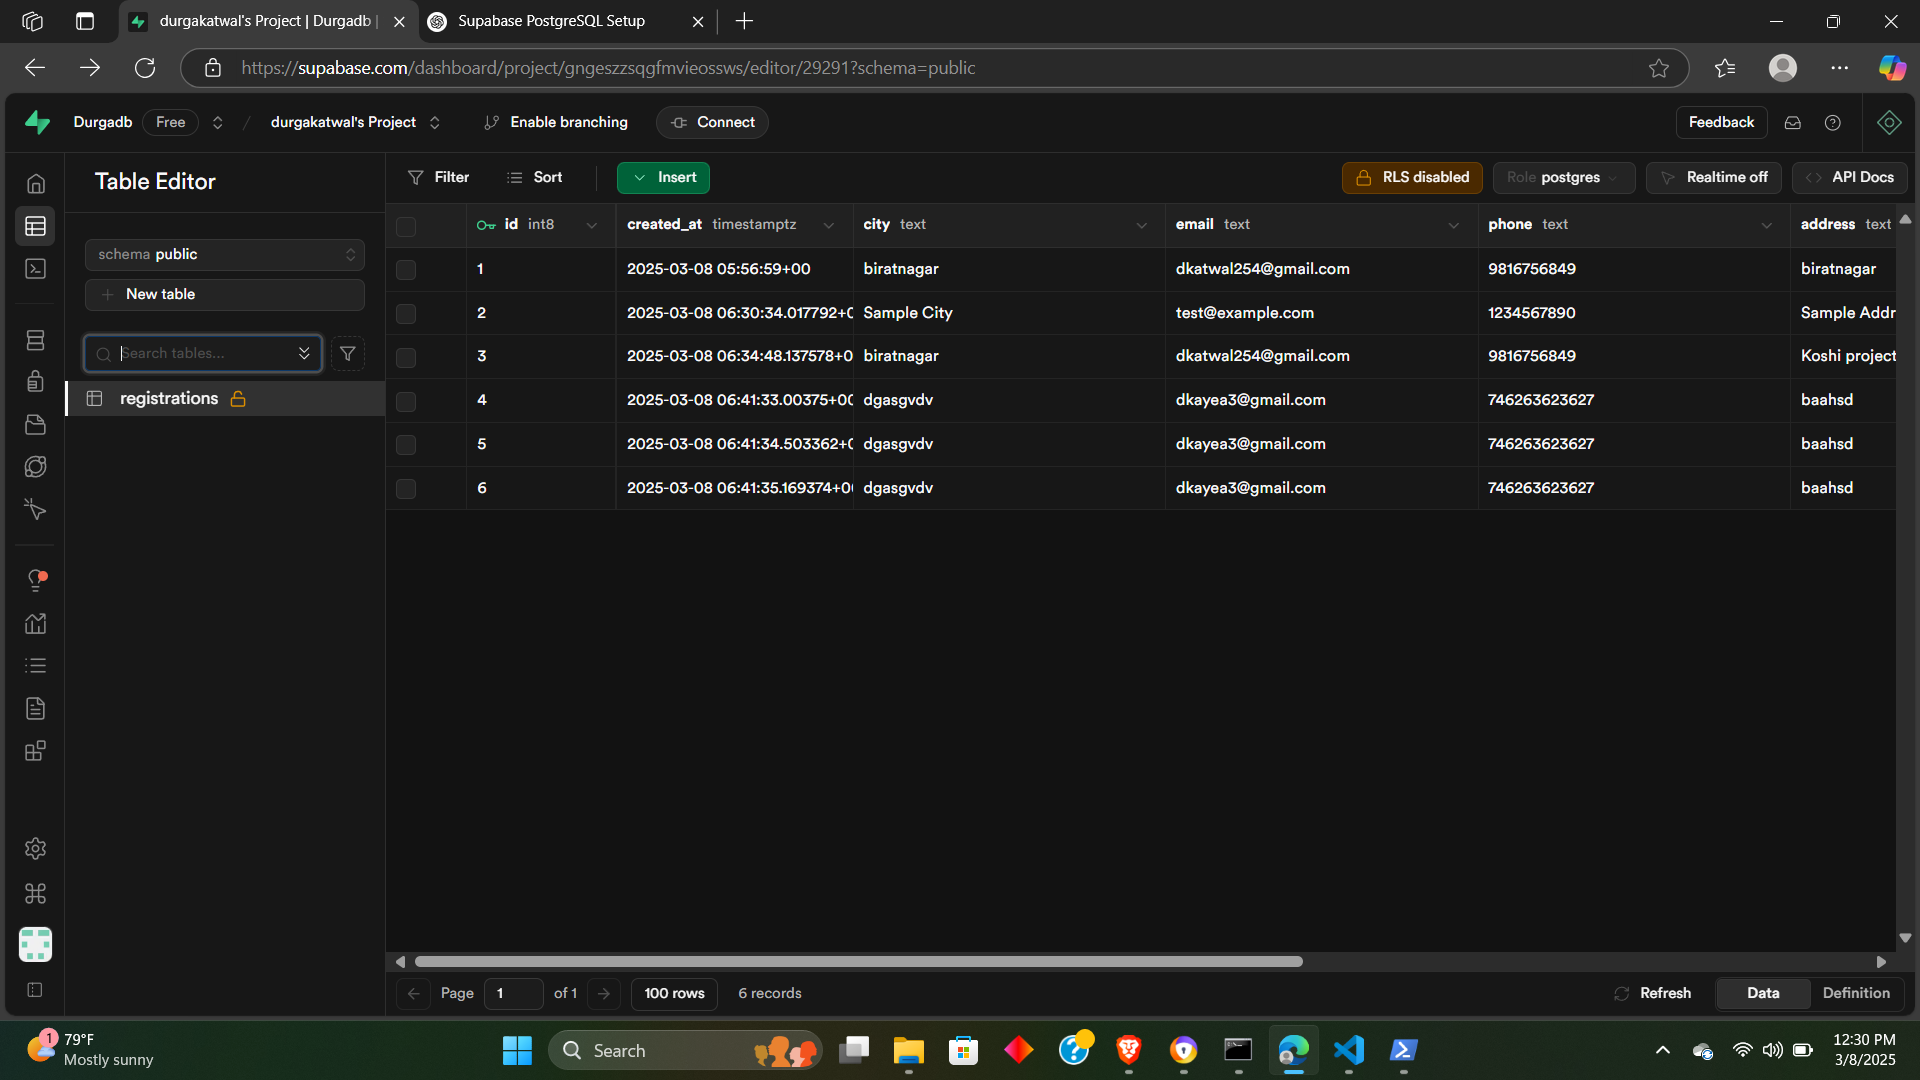 durgakatwal's Project | Durgadb |
Supabase PostgreSQL Setup
https://supabase.com/dashboard/project/gngeszzsqgfmvieossws/editor/29291?schema=public
Durgadb Free / durgakatwal's Project Enable branching Connect Feedback
Table Editor
schema public
New table
Search tables...
registrations
Filter Sort Insert RLS disabled Role postgres Realtime off API Docs
id int8 created_at timestamptz city text email text phone text address text
1 2025-03-08 05:56:59+00 biratnagar dkatwal254@gmail.com 9816756849 biratnagar
2 2025-03-08 06:30:34.017792+0 Sample City test@example.com 1234567890 Sample Addr
3 2025-03-08 06:34:48.137578+0 biratnagar dkatwal254@gmail.com 9816756849 Koshi project
4 2025-03-08 06:41:33.00375+00 dgasgvdv dkayea3@gmail.com 746263623627 baahsd
5 2025-03-08 06:41:34.503362+0 dgasgvdv dkayea3@gmail.com 746263623627 baahsd
6 2025-03-08 06:41:35.169374+0 dgasgvdv dkayea3@gmail.com 746263623627 baahsd
Page 1 of 1 100 rows 6 records Refresh Data Definition
1 79°F
Mostly sunny
Search
12:30 PM
3/8/2025